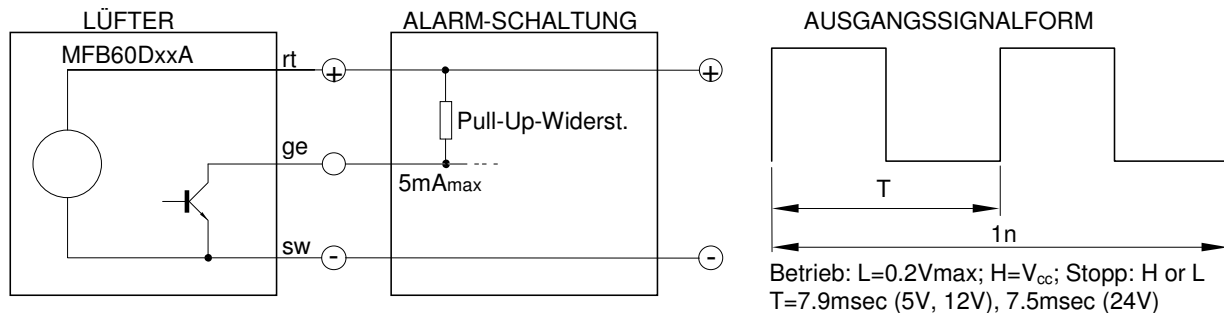 LÜFTER
ALARM-SCHALTUNG
AUSGANGSSIGNALFORM
MFB60DxxA
rt
+
+
Pull-Up-Widerst.
ge
5mAmax
T
1n
sw
-
-
Betrieb: L=0.2Vmax; H=Vcc; Stopp: H or L
T=7.9msec (5V, 12V), 7.5msec (24V)